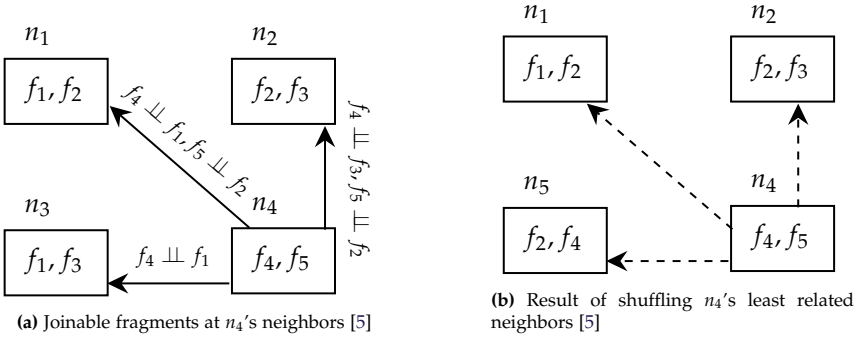 n₁
n₂
f₁, f₂
f₂, f₃
f₄ ⫫ f₁, f₅ ⫫ f₂
f₄ ⫫ f₃, f₅ ⫫ f₂
n₃
n₄
f₁, f₃
f₄ ⫫ f₁
f₄, f₅
(a) Joinable fragments at n₄'s neighbors [5]
n₁
n₂
f₁, f₂
f₂, f₃
n₅
n₄
f₂, f₄
f₄, f₅
(b) Result of shuffling n₄'s least related
neighbors [5]